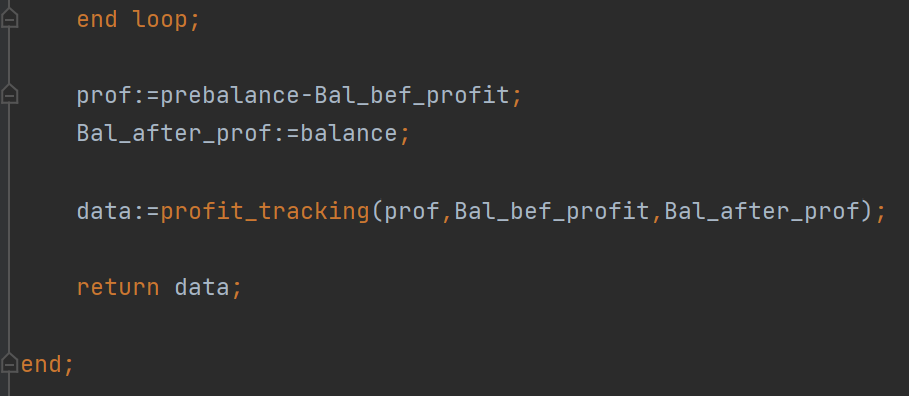 end loop;
prof:=prebalance-Bal_bef_profit;
Bal_after_prof:=balance;
data:=profit_tracking(prof,Bal_bef_profit,Bal_after_prof);
return data;
end;